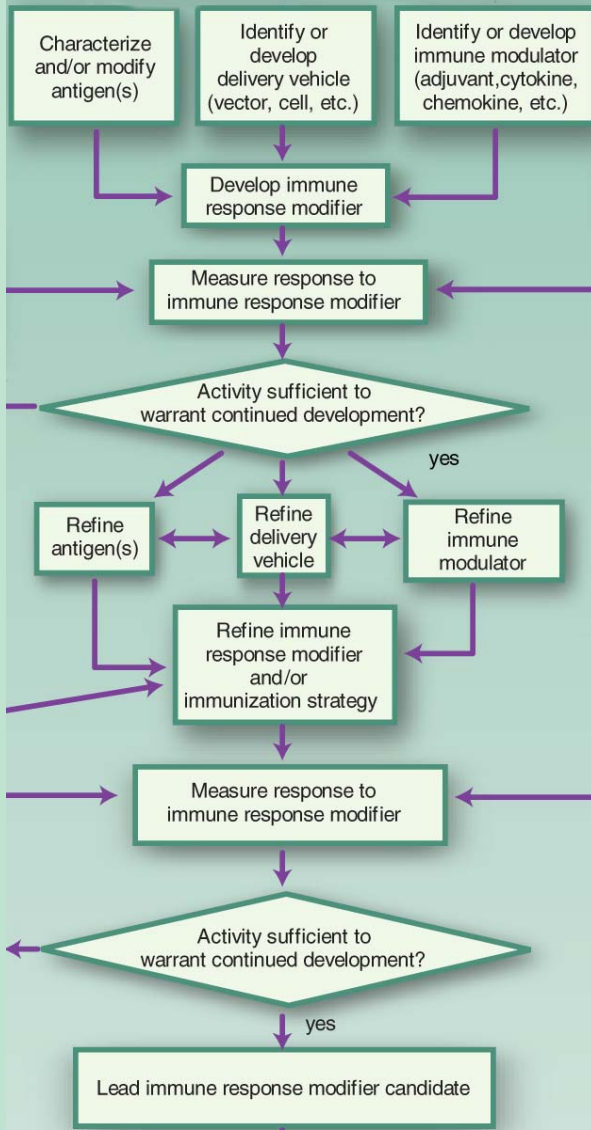 Characterize
and/or modify
antigen(s)
Identify or
develop
delivery vehicle
(vector, cell, etc.)
Identify or develop
immune modulator
(adjuvant,cytokine,
chemokine, etc.)
Develop immune
response modifier
Measure response to
immune response modifier
Activity sufficient to
warrant continued development?
yes
Refine
antigen(s)
Refine
delivery
vehicle
Refine
immune
modulator
Refine immune
response modifier
and/or
immunization strategy
Measure response to
immune response modifier
Activity sufficient to
warrant continued development?
yes
Lead immune response modifier candidate